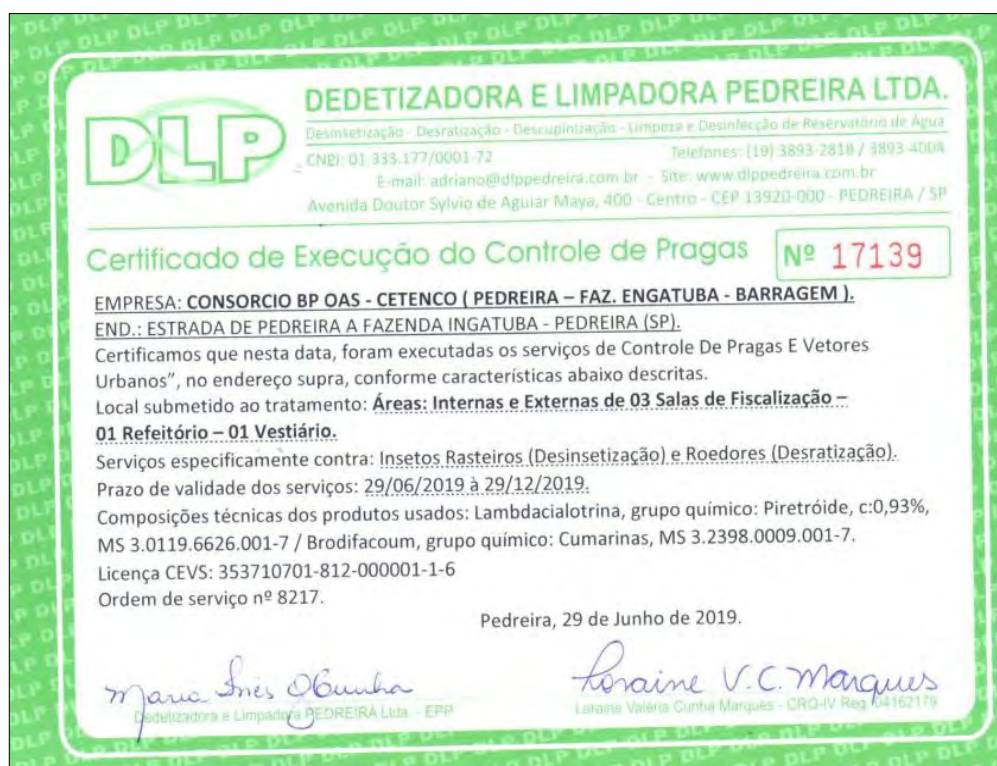 DLP
DEDETIZADORA E LIMPADORA PEDREIRA LTDA.
Desinsetização - Desratização - Descupinização - Limpeza e Desinfecção de Reservatório de Água
CNPJ: 01.333.177/0001-72 Telefones: (19) 3893-2818 / 3893-4004
E-mail: adriano@dlppedreira.com.br - Site: www.dlppedreira.com.br
Avenida Doutor Sylvio de Aguiar Maya, 400 - Centro - CEP 13920-000 - PEDREIRA / SP
Certificado de Execução do Controle de Pragas Nº 17139
EMPRESA: CONSORCIO BP OAS - CETENCO ( PEDREIRA – FAZ. ENGATUBA - BARRAGEM ).
END.: ESTRADA DE PEDREIRA A FAZENDA INGATUBA - PEDREIRA (SP).
Certificamos que nesta data, foram executadas os serviços de Controle De Pragas E Vetores
Urbanos”, no endereço supra, conforme características abaixo descritas.
Local submetido ao tratamento: Áreas: Internas e Externas de 03 Salas de Fiscalização –
01 Refeitório – 01 Vestiário.
Serviços especificamente contra: Insetos Rasteiros (Desinsetização) e Roedores (Desratização).
Prazo de validade dos serviços: 29/06/2019 à 29/12/2019.
Composições técnicas dos produtos usados: Lambdacialotrina, grupo químico: Piretróide, c:0,93%,
MS 3.0119.6626.001-7 / Brodifacoum, grupo químico: Cumarinas, MS 3.2398.0009.001-7.
Licença CEVS: 353710701-812-000001-1-6
Ordem de serviço nº 8217.
Pedreira, 29 de Junho de 2019.
Maria Inês Loraine V. C. Marques
Dedetizadora e Limpadora PEDREIRA Ltda. - EPP Loraine Valéria Cunha Marques - CRQ-IV Reg. 04162179